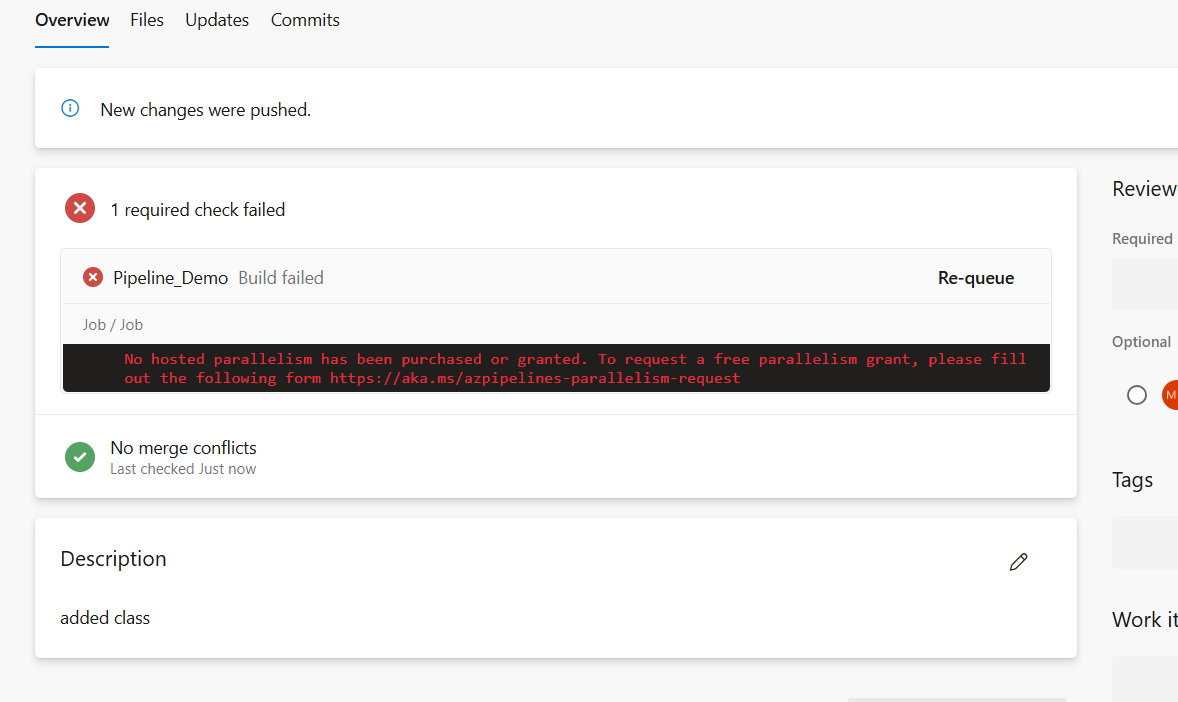 Overview Files Updates Commits
New changes were pushed.
1 required check failed
Pipeline_Demo Build failed Re-queue
Job / Job
No hosted parallelism has been purchased or granted. To request a free parallelism grant, please fill
out the following form https://aka.ms/azpipelines-parallelism-request
No merge conflicts
Last checked Just now
Description
added class
Review
Required
Optional
M
Tags
Work it